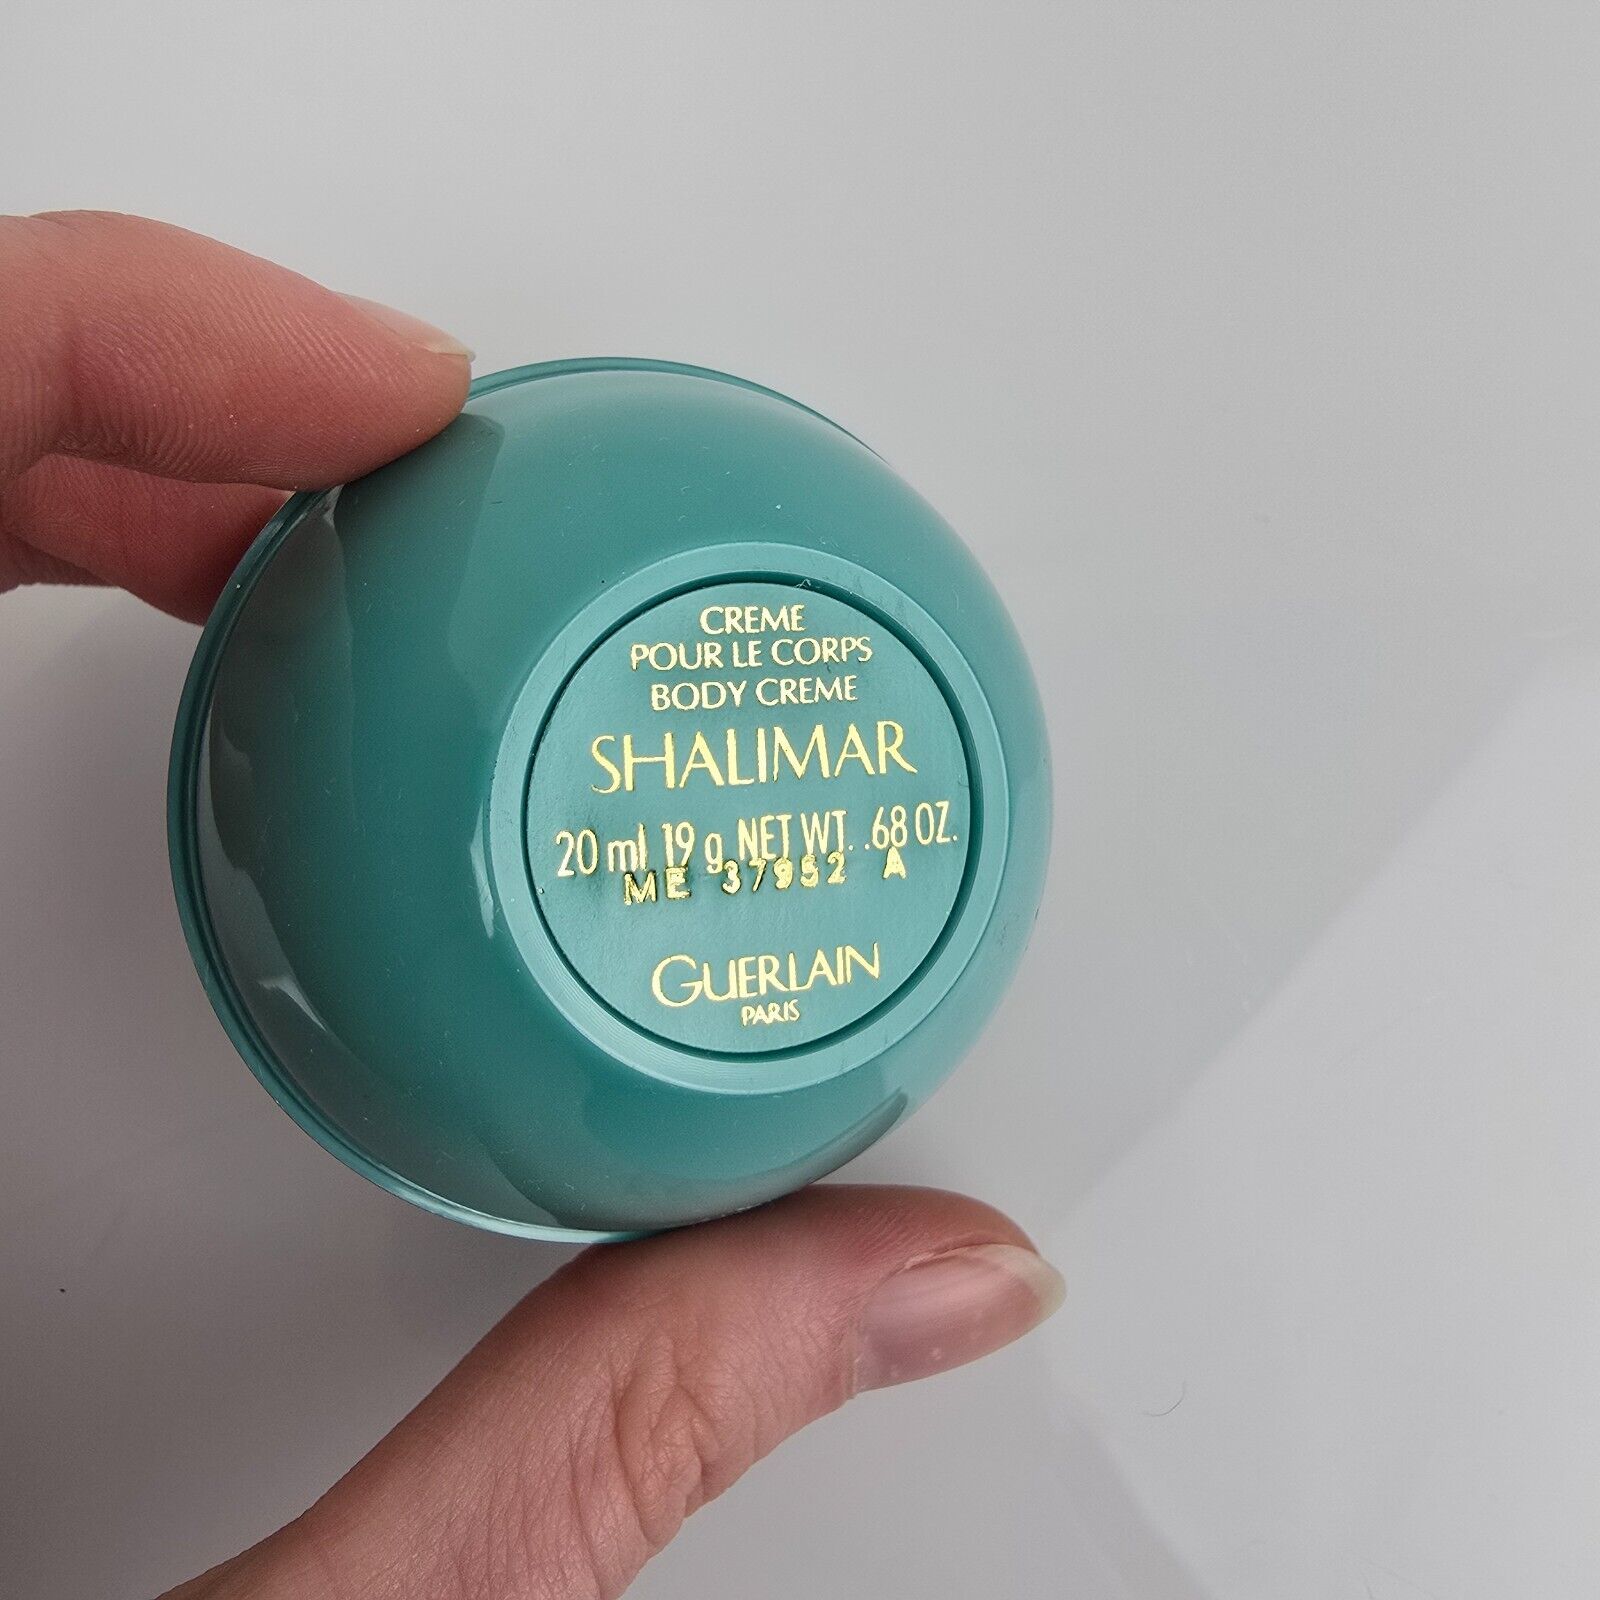 CREME
POUR LE CORPS
BODY CREME
SHALIMAR
20 ml 19 g NET WT. .68 OZ.
ME 37952 A
GUERLAIN
PARIS